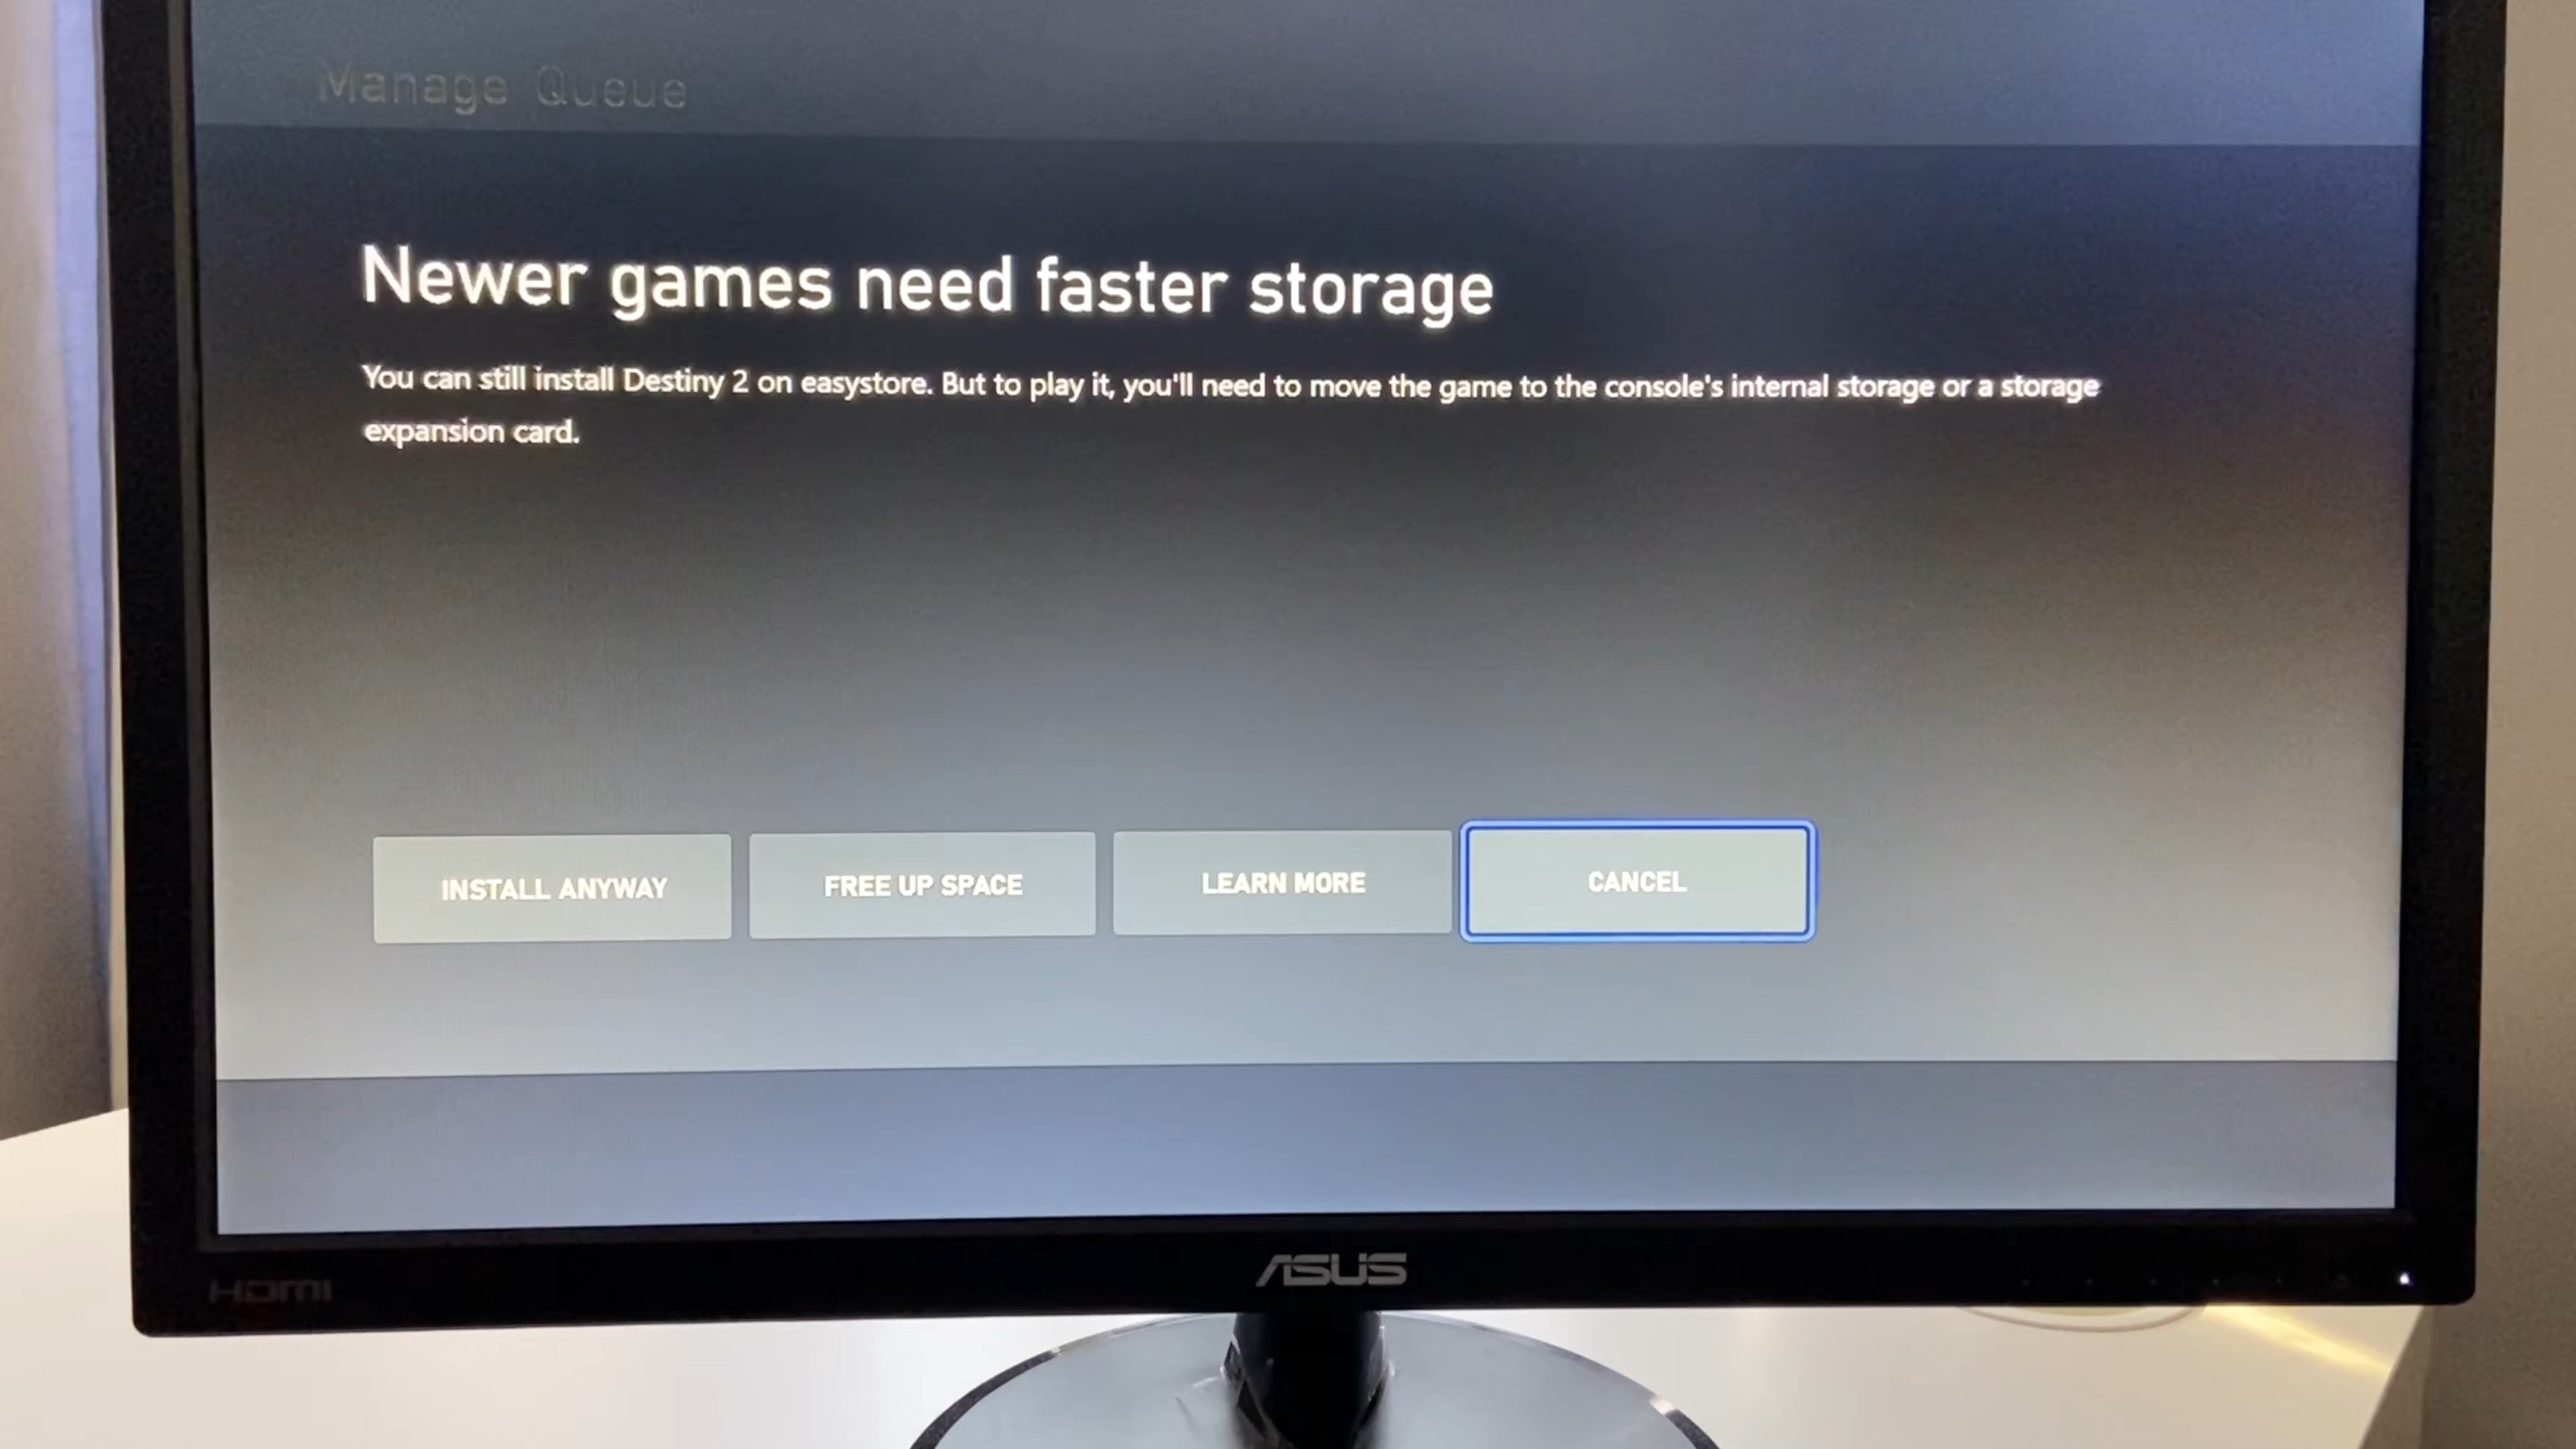 Manage Queue
Newer games need faster storage
You can still install Destiny 2 on easystore. But to play it, you'll need to move the game to the console's internal storage or a storage
expansion card.
INSTALL ANYWAY
FREE UP SPACE
LEARN MORE
CANCEL
HDMI
ASUS